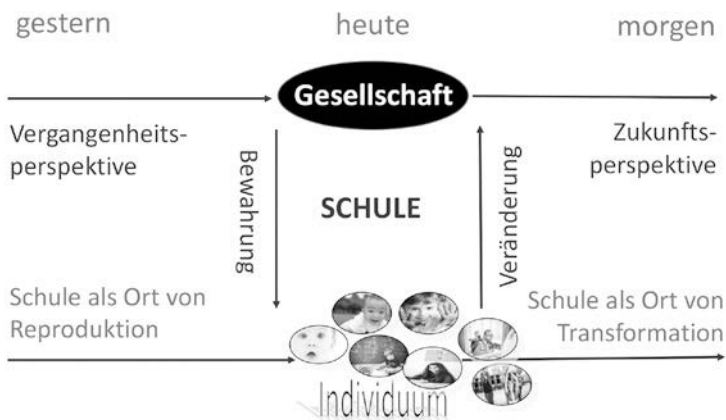 gestern heute morgen
Gesellschaft
Vergangenheits-
perspektive
Zukunfts-
perspektive
Bewahrung
SCHULE
Veränderung
Schule als Ort von
Reproduktion
Schule als Ort von
Transformation
Individuum